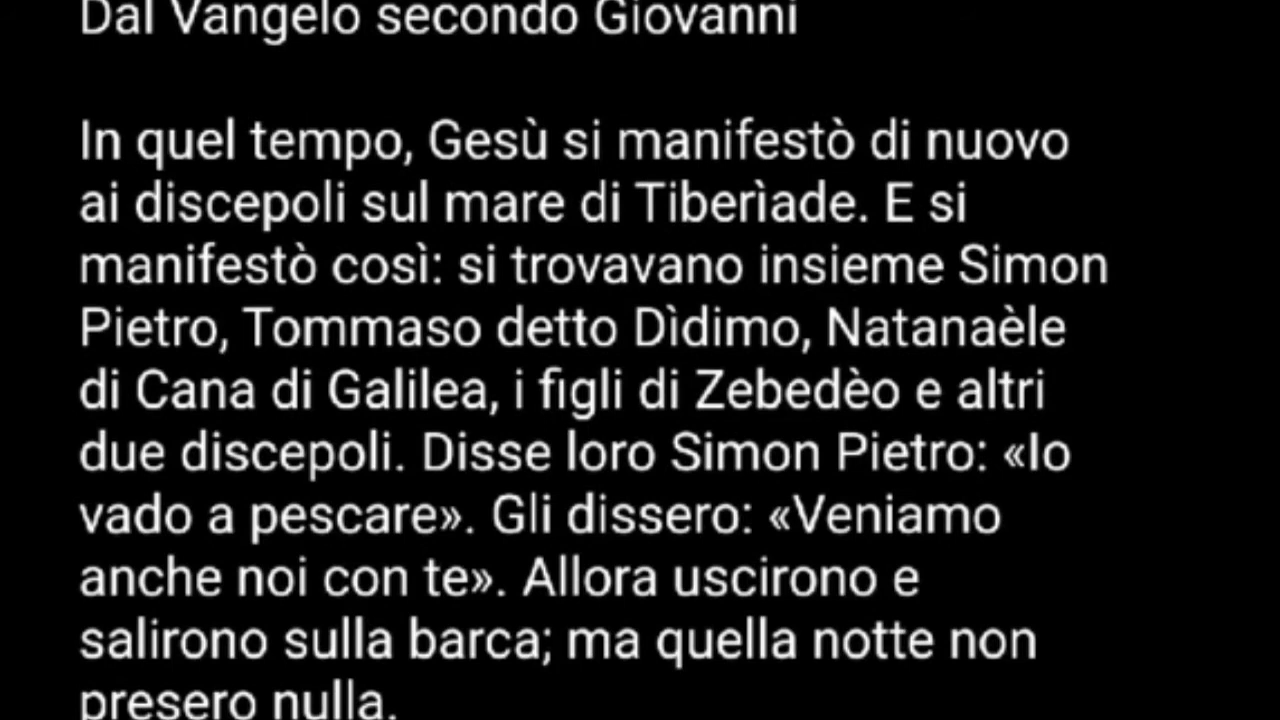 Dal Vangelo secondo Giovanni
In quel tempo, Gesù si manifestò di nuovo
ai discepoli sul mare di Tiberìade. E si
manifestò così: si trovavano insieme Simon
Pietro, Tommaso detto Dìdimo, Natanaèle
di Cana di Galilea, i figli di Zebedèo e altri
due discepoli. Disse loro Simon Pietro: «Io
vado a pescare». Gli dissero: «Veniamo
anche noi con te». Allora uscirono e
salirono sulla barca; ma quella notte non
presero nulla.